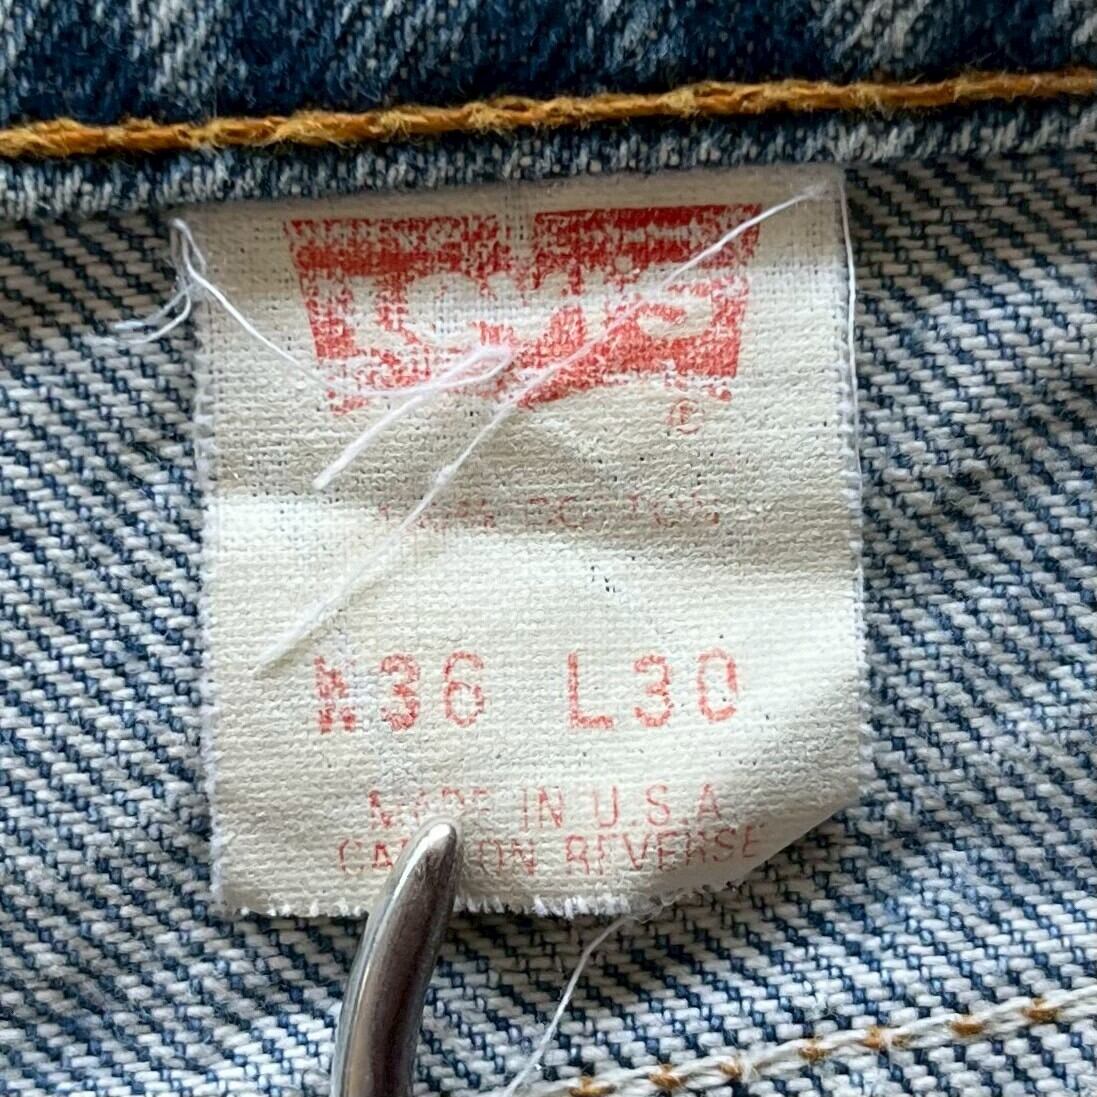 LEVI'S
®
W36 L30
MADE IN U.S.A
CARE ON REVERSE